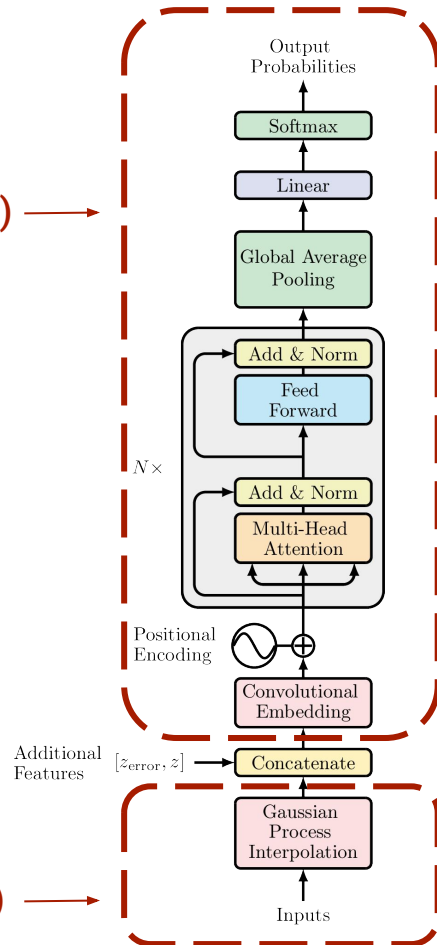 Output
Probabilities
Softmax
Linear
)
Global Average
Pooling
Add & Norm
Feed
Forward
N×
Add & Norm
Multi-Head
Attention
Positional
Encoding
Convolutional
Embedding
Additional
Features
[z_error, z]
Concatenate
Gaussian
Process
Interpolation
)
Inputs